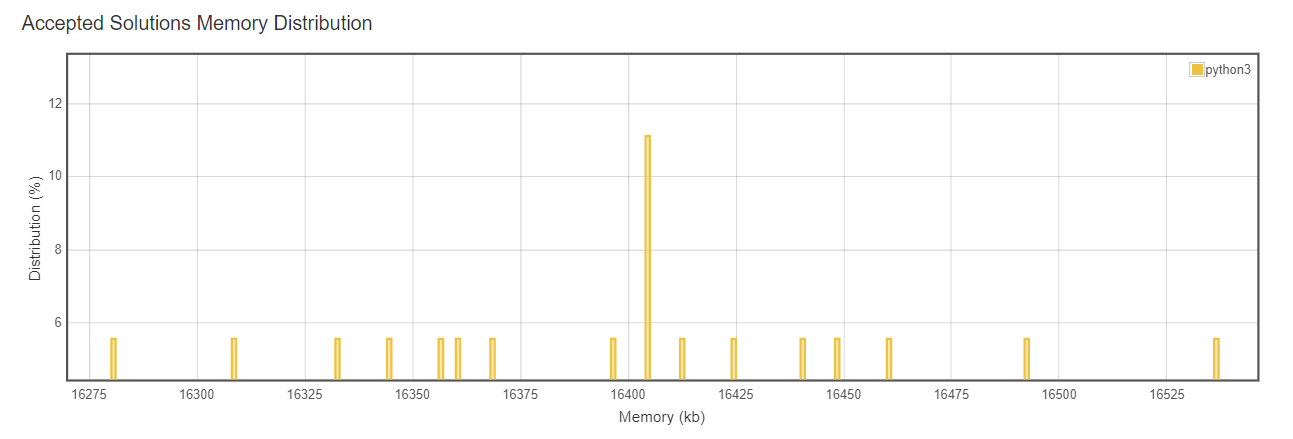 Accepted Solutions Memory Distribution
python3
Distribution (%)
12
10
8
6
16275 16300 16325 16350 16375 16400 16425 16450 16475 16500 16525
Memory (kb)